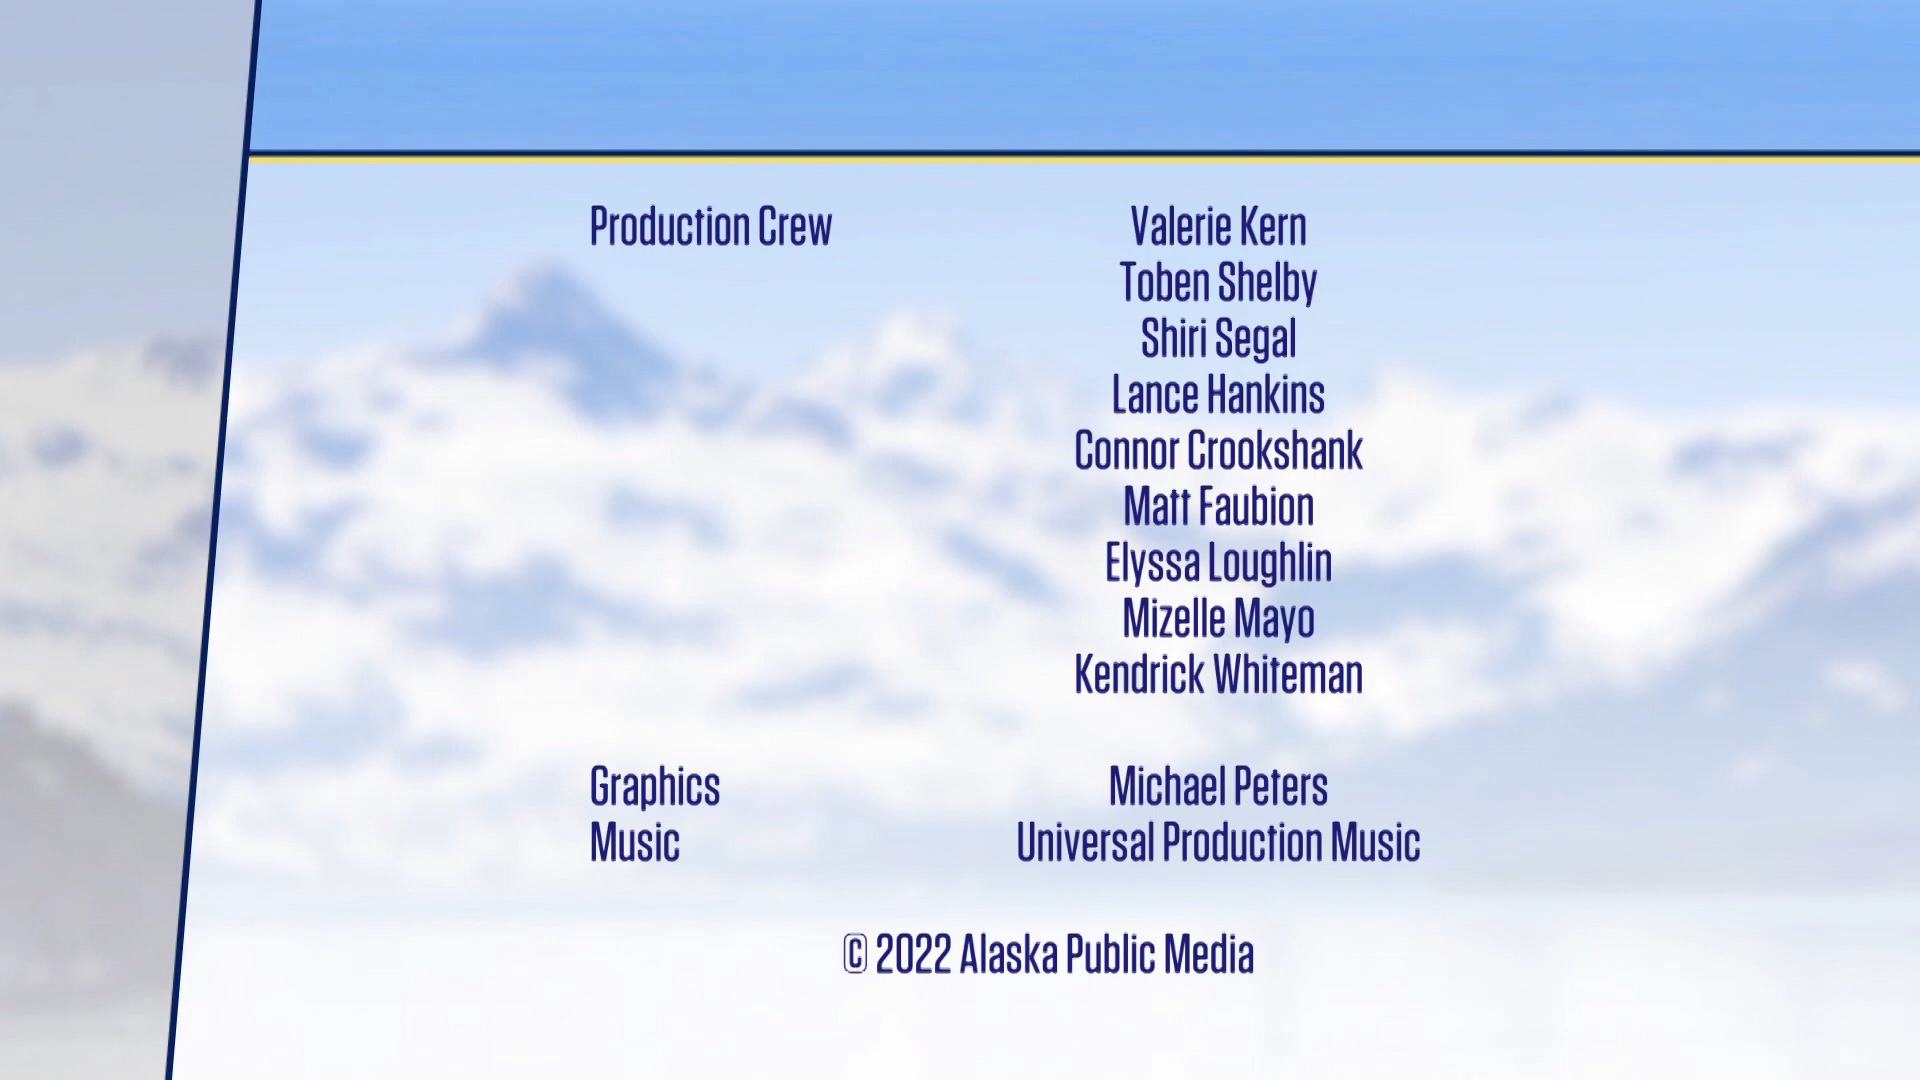 Production Crew Valerie Kern
Toben Shelby
Shiri Segal
Lance Hankins
Connor Crookshank
Matt Faubion
Elyssa Loughlin
Mizelle Mayo
Kendrick Whiteman
Graphics Michael Peters
Music Universal Production Music
© 2022 Alaska Public Media